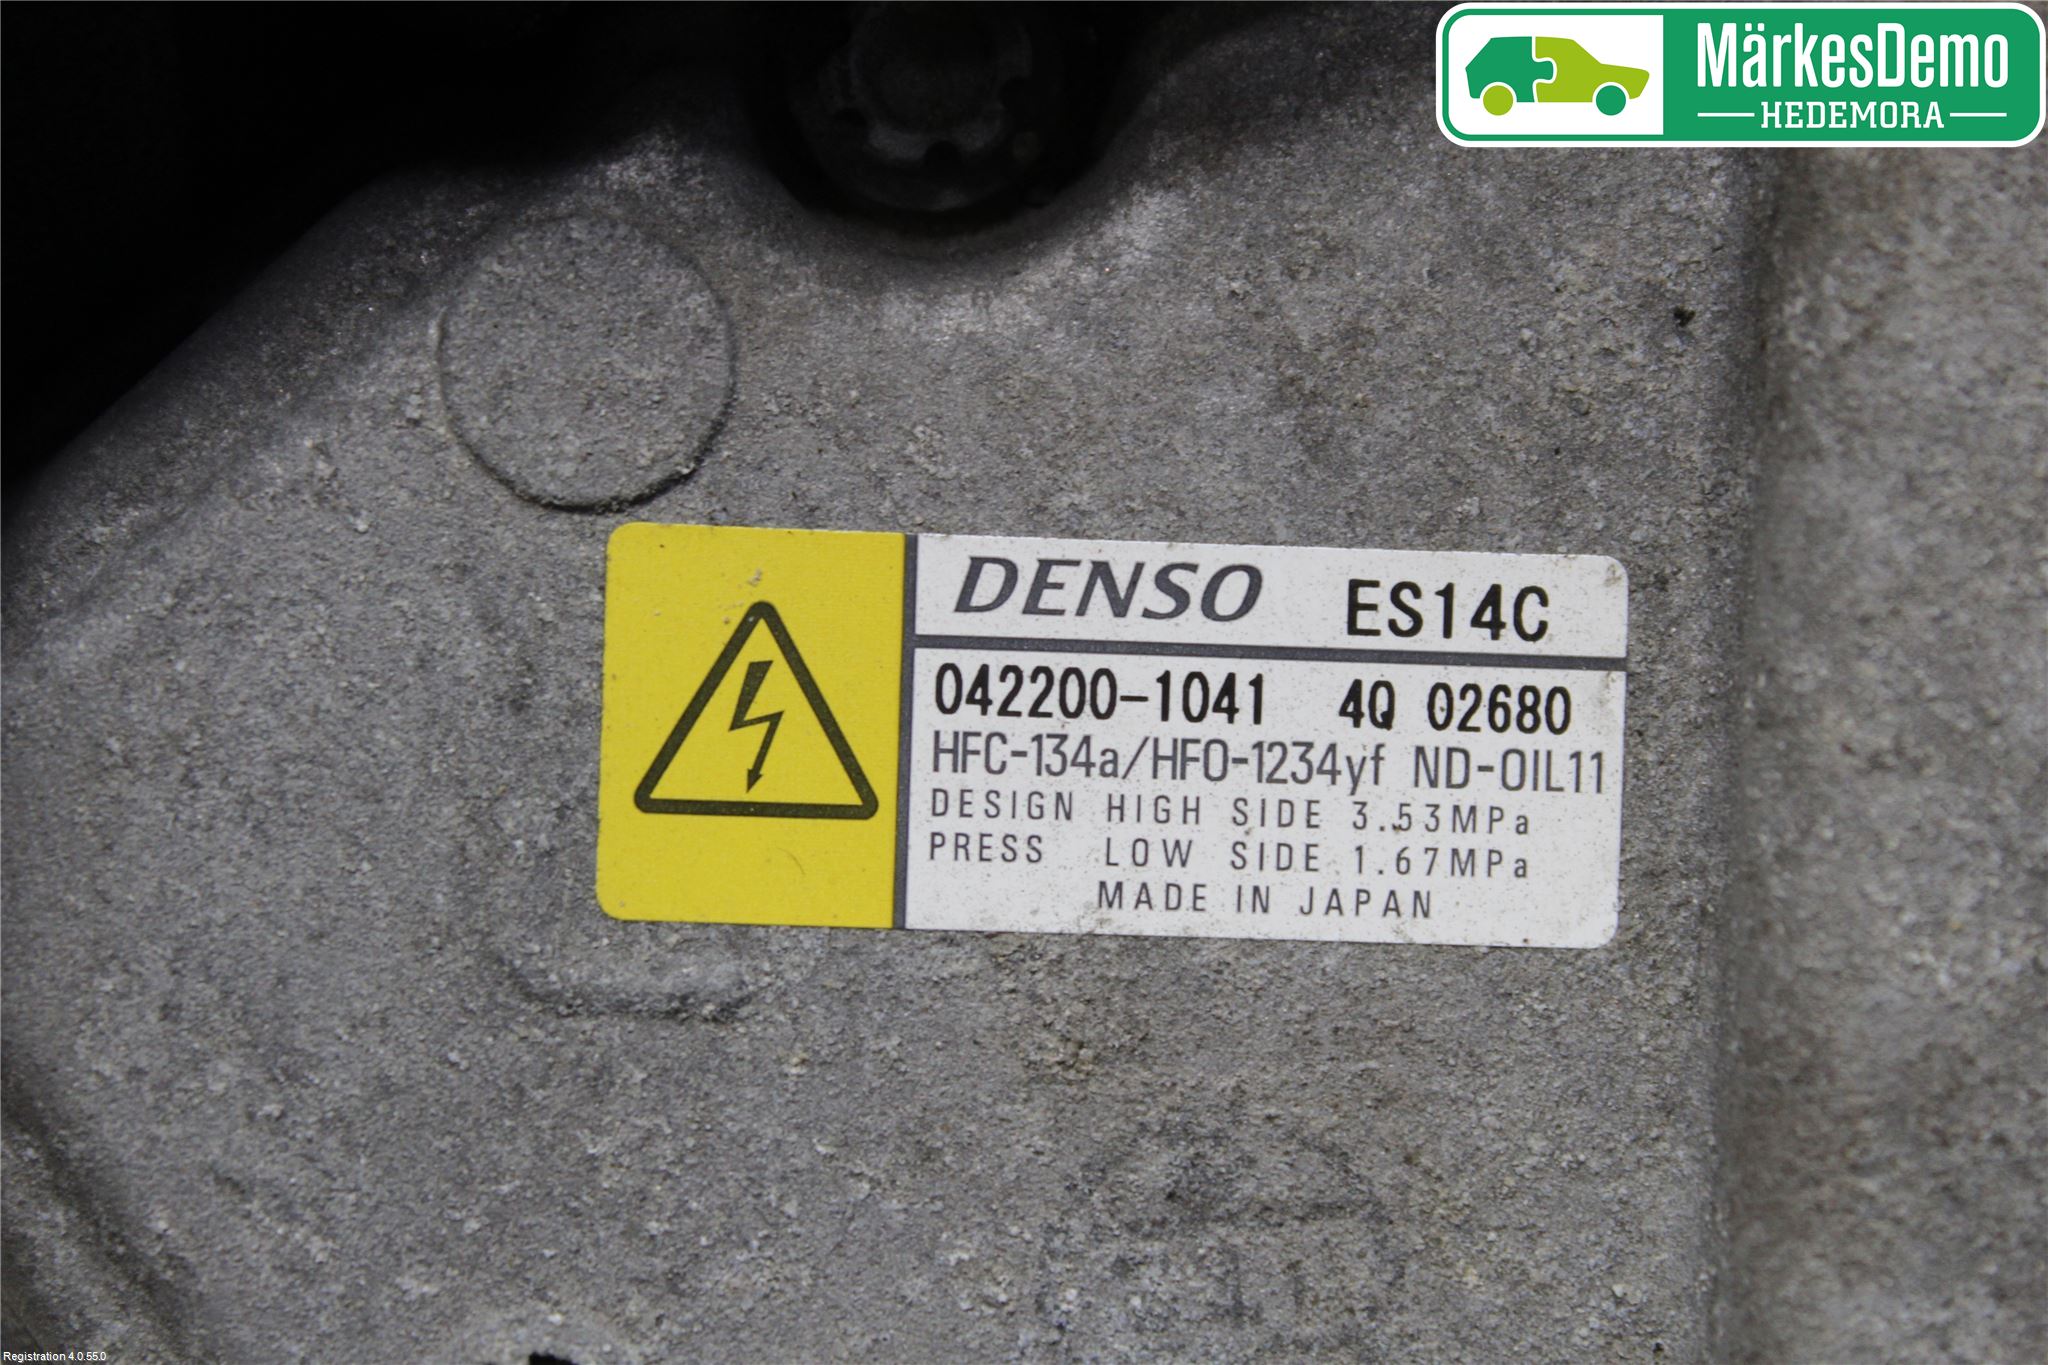 MärkesDemo
HEDEMORA
DENSO ES14C
042200-1041 4Q 02680
HFC-134a/HFO-1234yf ND-OIL11
DESIGN HIGH SIDE 3.53MPa
PRESS LOW SIDE 1.67MPa
MADE IN JAPAN
Registration 4.0.55.0